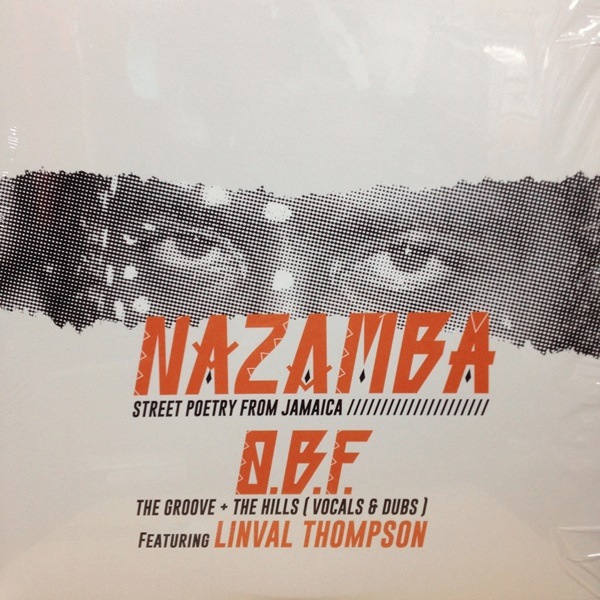 NAZAMBA
STREET POETRY FROM JAMAICA //////////////////////
O.B.F.
THE GROOVE + THE HILLS ( VOCALS & DUBS )
FEATURING LINVAL THOMPSON